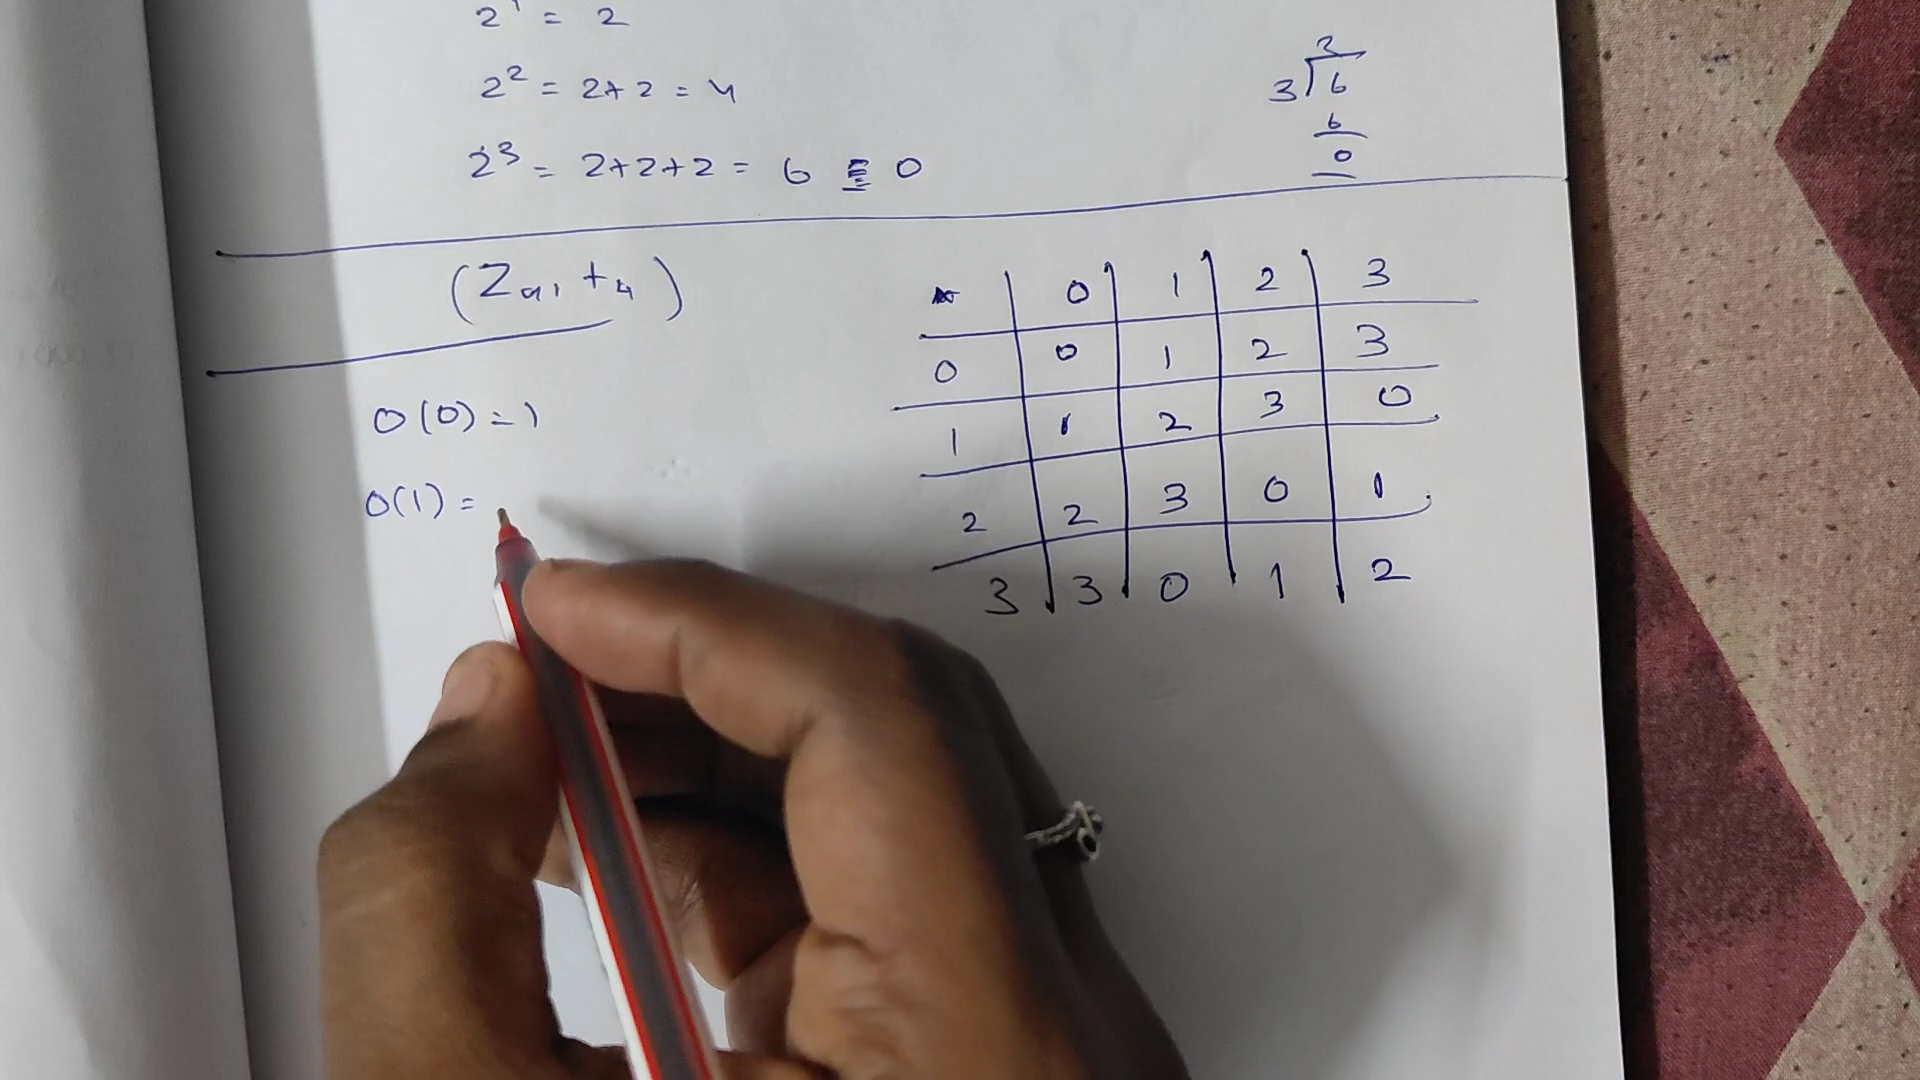 2¹ = 2
2² = 2+2 = 4
2³ = 2+2+2 = 6 ≡ 0
2
3 6
6
0
(Z₄, +₄)
0 1 2 3
0 0 1 2 3
1 1 2 3 0
2 2 3 0 1
3 3 0 1 2
O(0) = 1
O(1) =